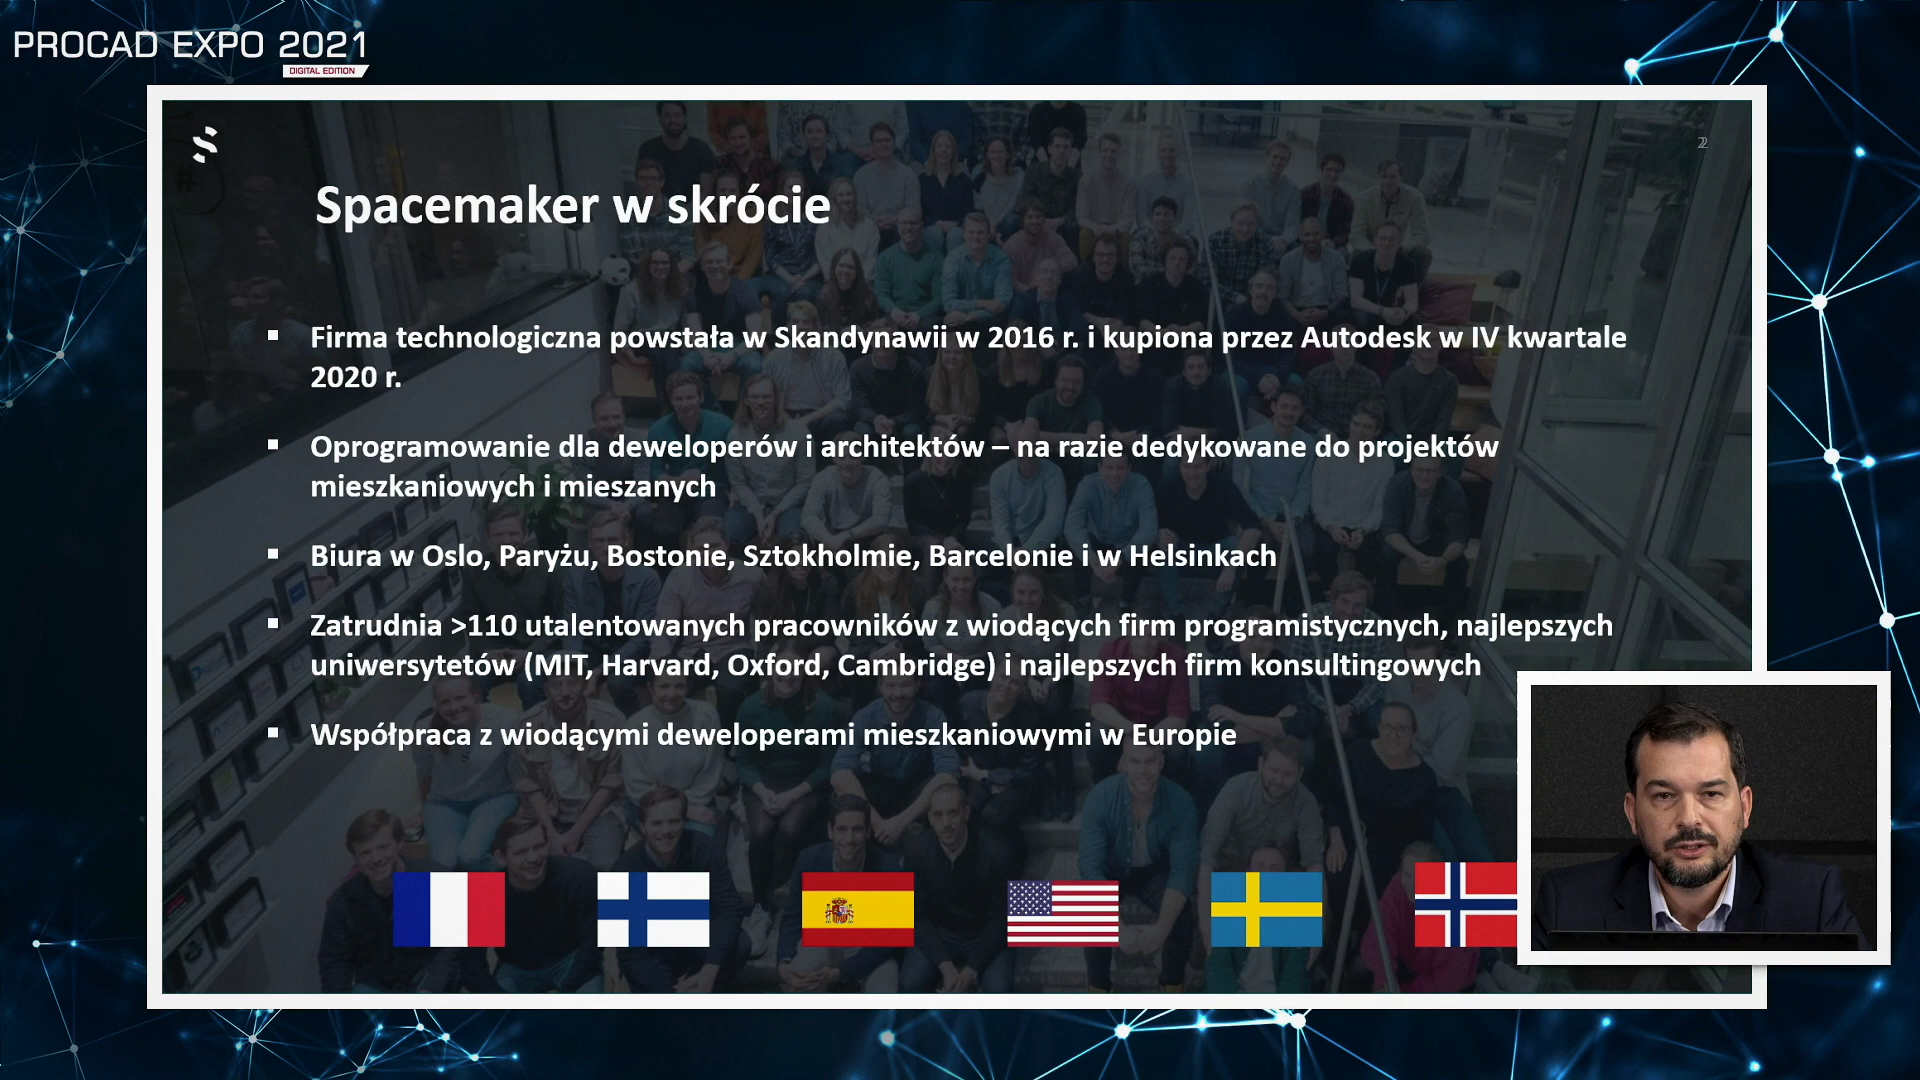 PROCAD EXPO 2021
DIGITAL EDITION
2
Spacemaker w skrócie
▪ Firma technologiczna powstała w Skandynawii w 2016 r. i kupiona przez Autodesk w IV kwartale
2020 r.
▪ Oprogramowanie dla deweloperów i architektów – na razie dedykowane do projektów
mieszkaniowych i mieszanych
▪ Biura w Oslo, Paryżu, Bostonie, Sztokholmie, Barcelonie i w Helsinkach
▪ Zatrudnia >110 utalentowanych pracowników z wiodących firm programistycznych, najlepszych
uniwersytetów (MIT, Harvard, Oxford, Cambridge) i najlepszych firm konsultingowych
▪ Współpraca z wiodącymi deweloperami mieszkaniowymi w Europie